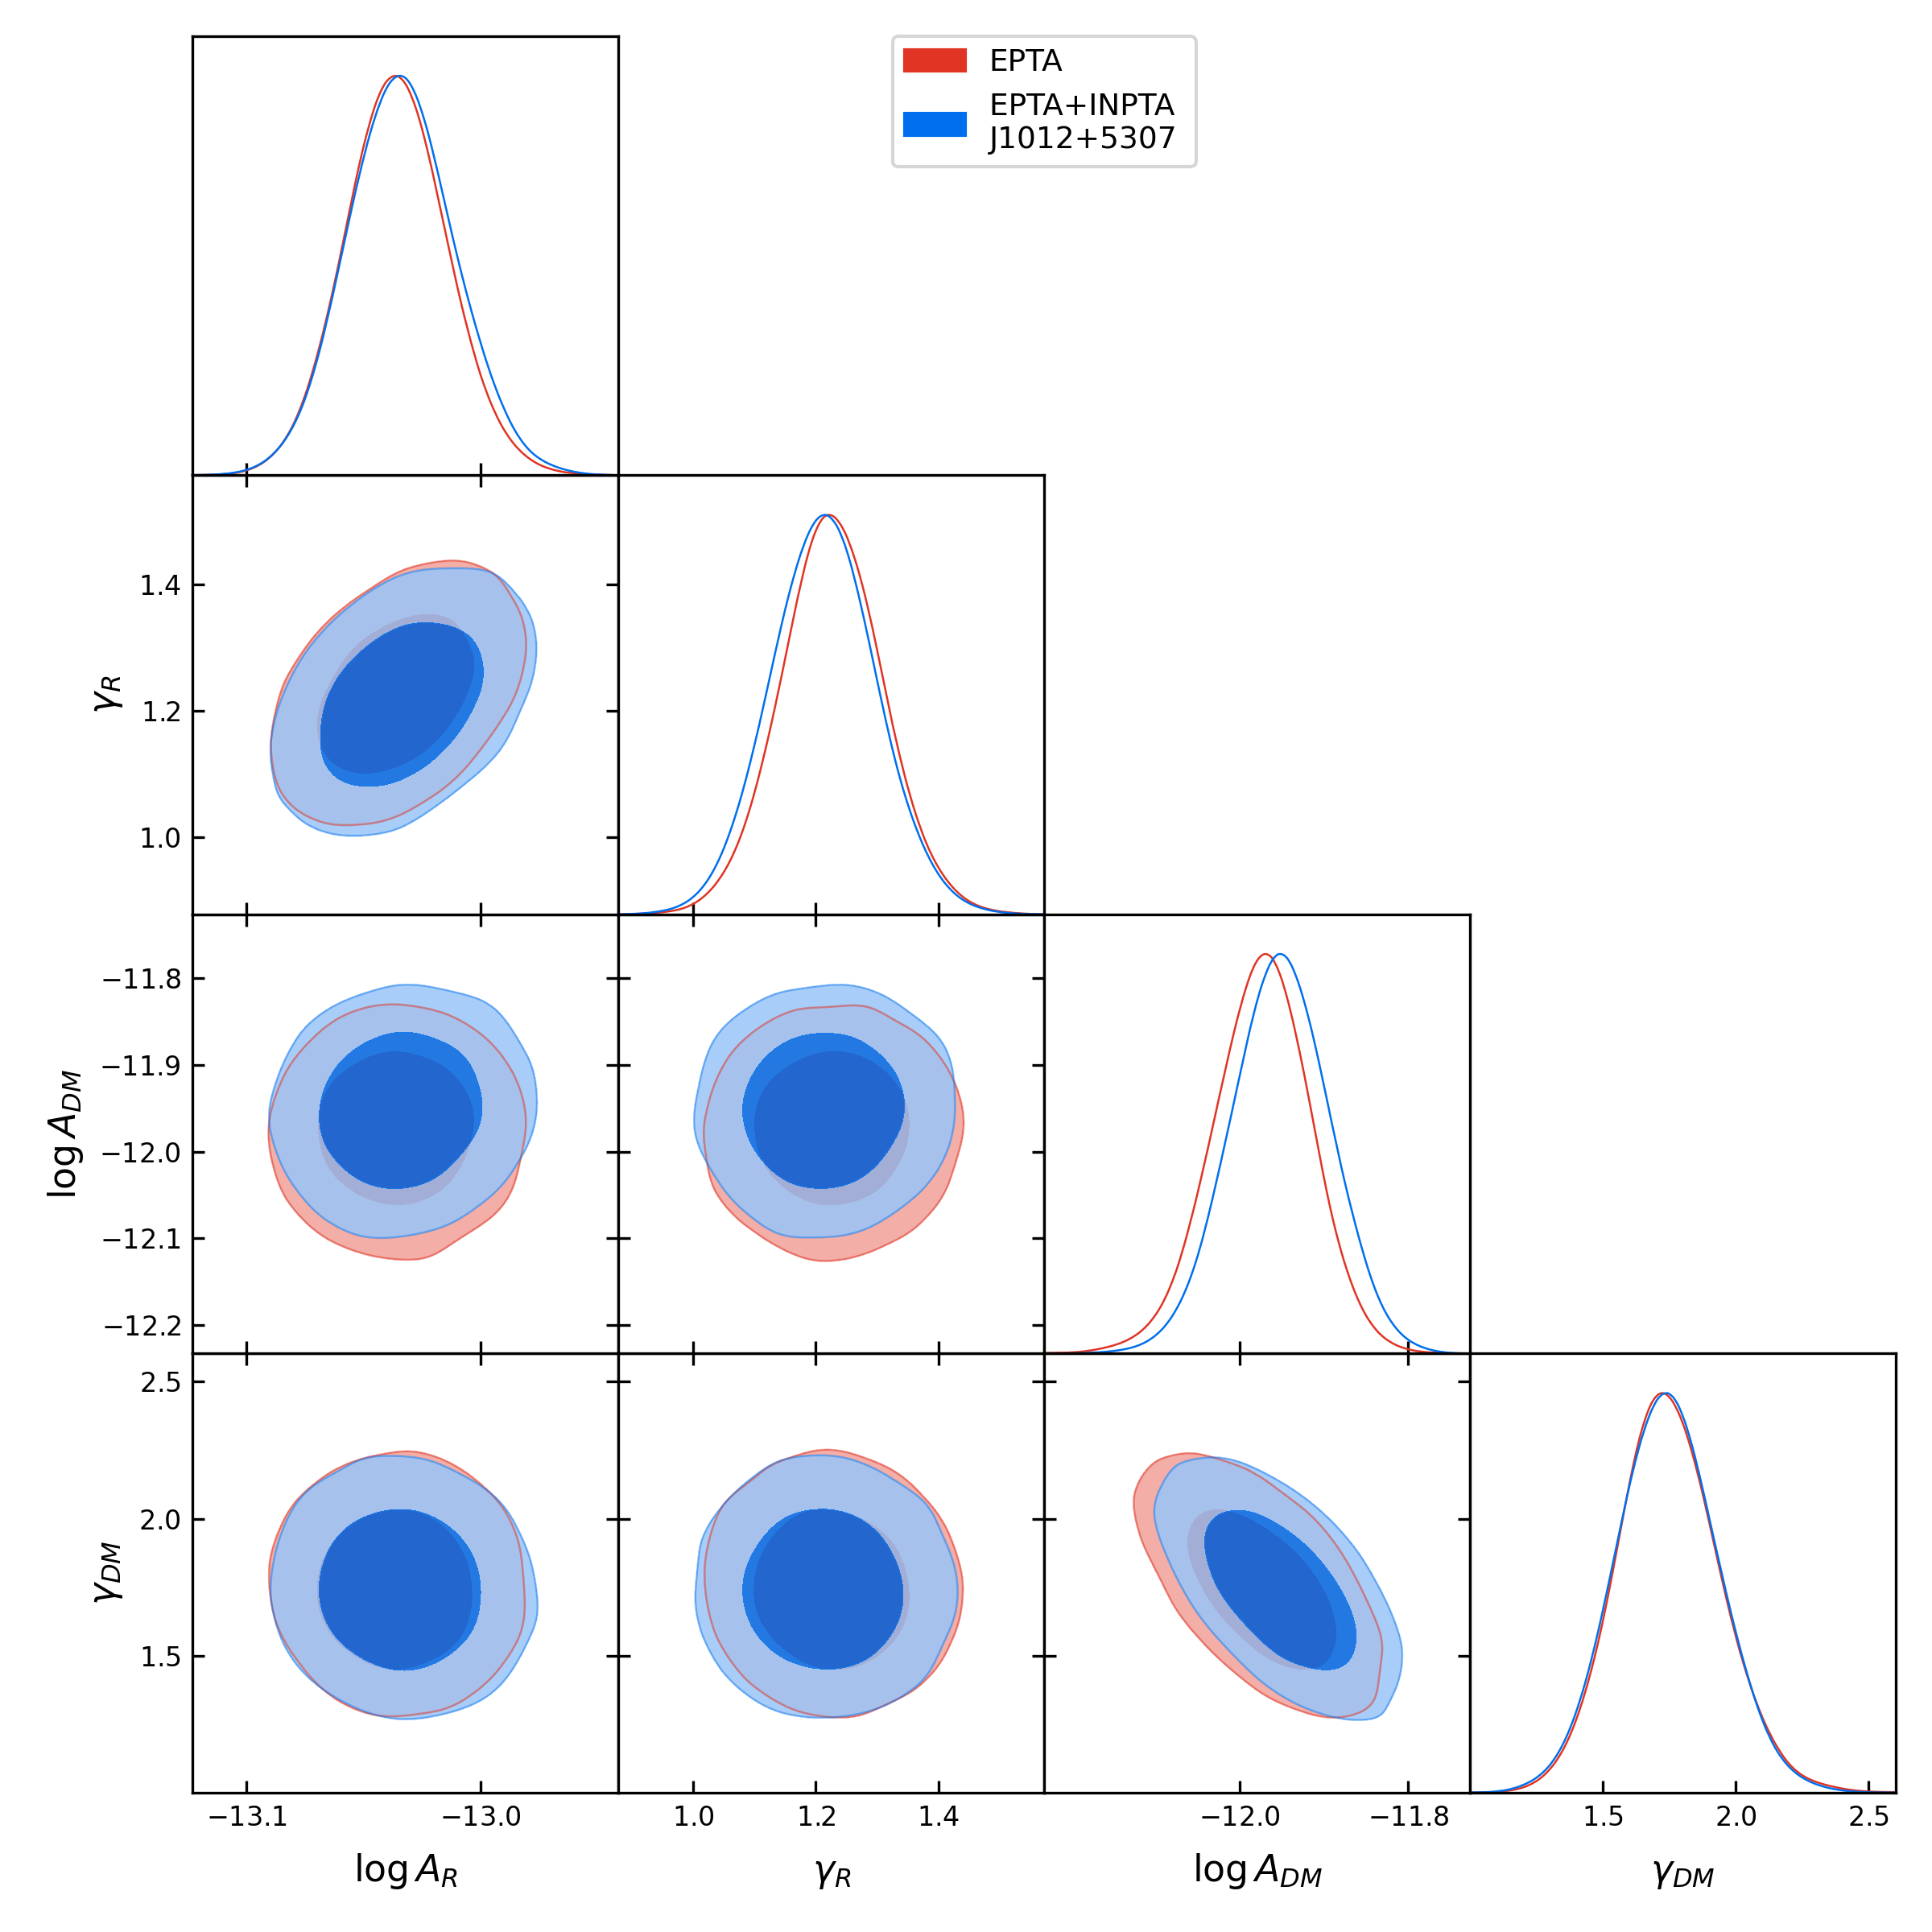 EPTA
EPTA+INPTA
J1012+5307
1.4
1.2
1.0
γR
−11.8
−11.9
−12.0
−12.1
−12.2
log ADM
2.5
2.0
1.5
γDM
−13.1 −13.0 1.0 1.2 1.4 −12.0 −11.8 1.5 2.0 2.5
log AR γR log ADM γDM